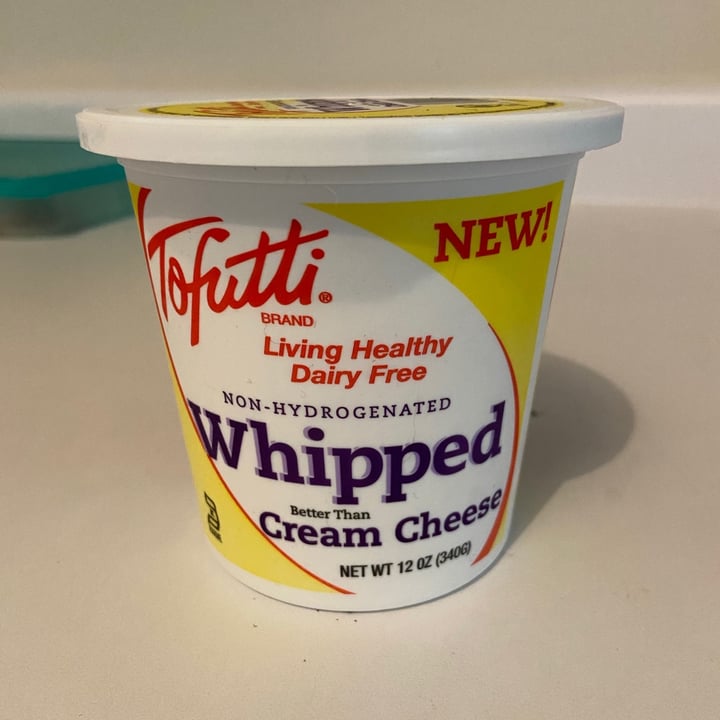 NEW!
Tofutti®
BRAND
Living Healthy
Dairy Free
NON-HYDROGENATED
Whipped
Better Than
Cream Cheese
NET WT 12 OZ (340G)